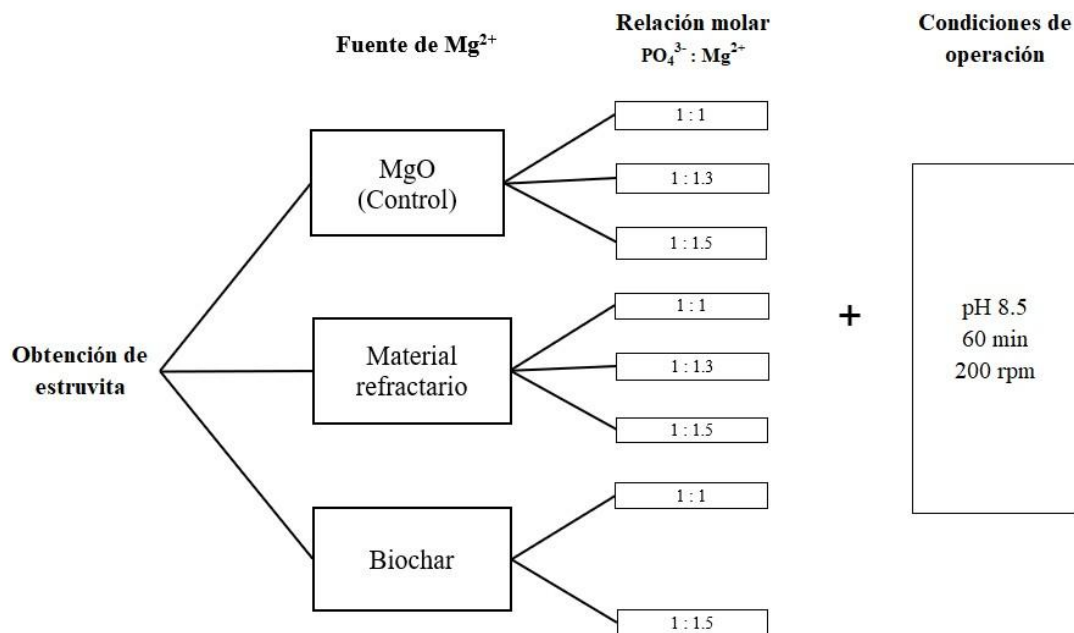 Fuente de Mg²⁺
Relación molar
PO₄³⁻ : Mg²⁺
Condiciones de
operación
Obtención de
estruvita
MgO
(Control)
1 : 1
1 : 1.3
1 : 1.5
Material
refractario
1 : 1
1 : 1.3
1 : 1.5
Biochar
1 : 1
1 : 1.5
+
pH 8.5
60 min
200 rpm